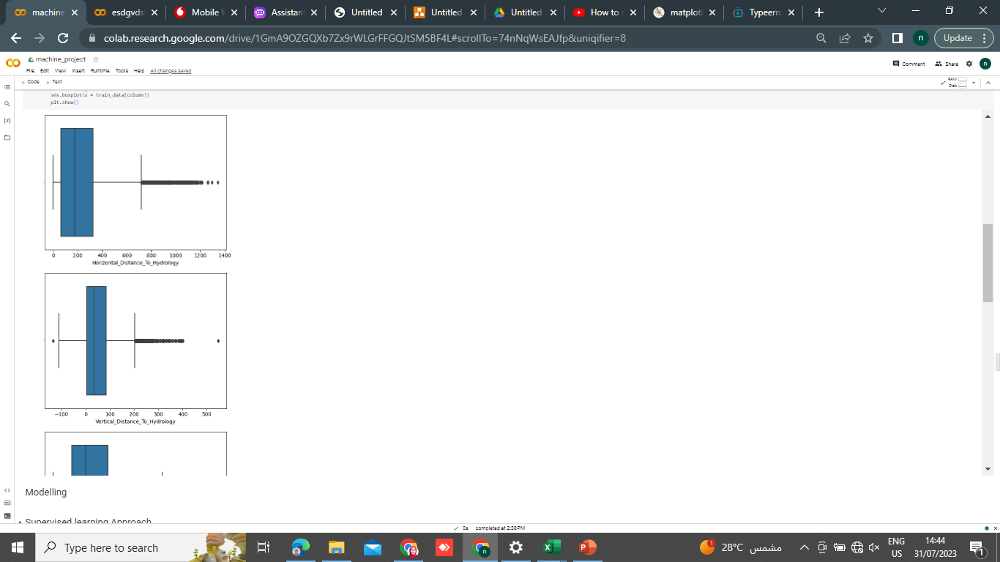 machine
esdgvds
Mobile V
Assistan
Untitled
Untitled
Untitled
How to s
matplotl
Typeerro
colab.research.google.com/drive/1GmA9OZGQXb7Zx9rWLGrFFGQJtSM5BF4L#scrollTo=74nNqWsEAJfp&uniqifier=8
n
Update
machine_project
File Edit View Insert Runtime Tools Help All changes saved
Comment
Share
n
+ Code + Text
RAM
Disk
sns.boxplot(x = train_data[column])
plt.show()
{x}
0 200 400 600 800 1000 1200 1400
Horizontal_Distance_To_Hydrology
−100 0 100 200 300 400 500
Vertical_Distance_To_Hydrology
Modelling
Supervised learning Approach
0s completed at 2:38 PM
Type here to search
n
1
28°C مشمس
ENG
US
14:44
31/07/2023
1